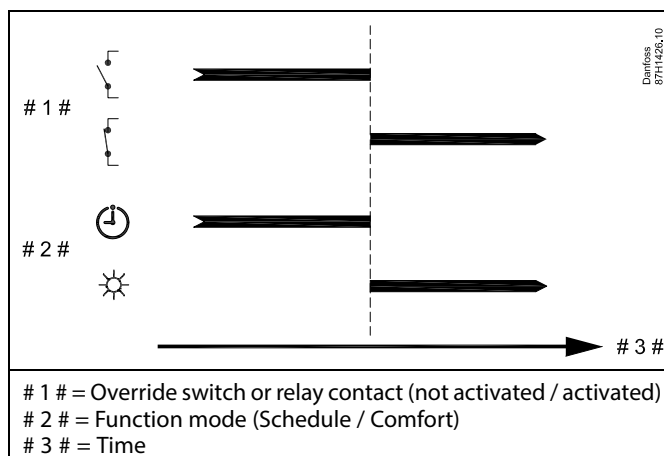 Danfoss
87H1426.10
# 1 #
# 2 #
# 3 #
# 1 # = Override switch or relay contact (not activated / activated)
# 2 # = Function mode (Schedule / Comfort)
# 3 # = Time